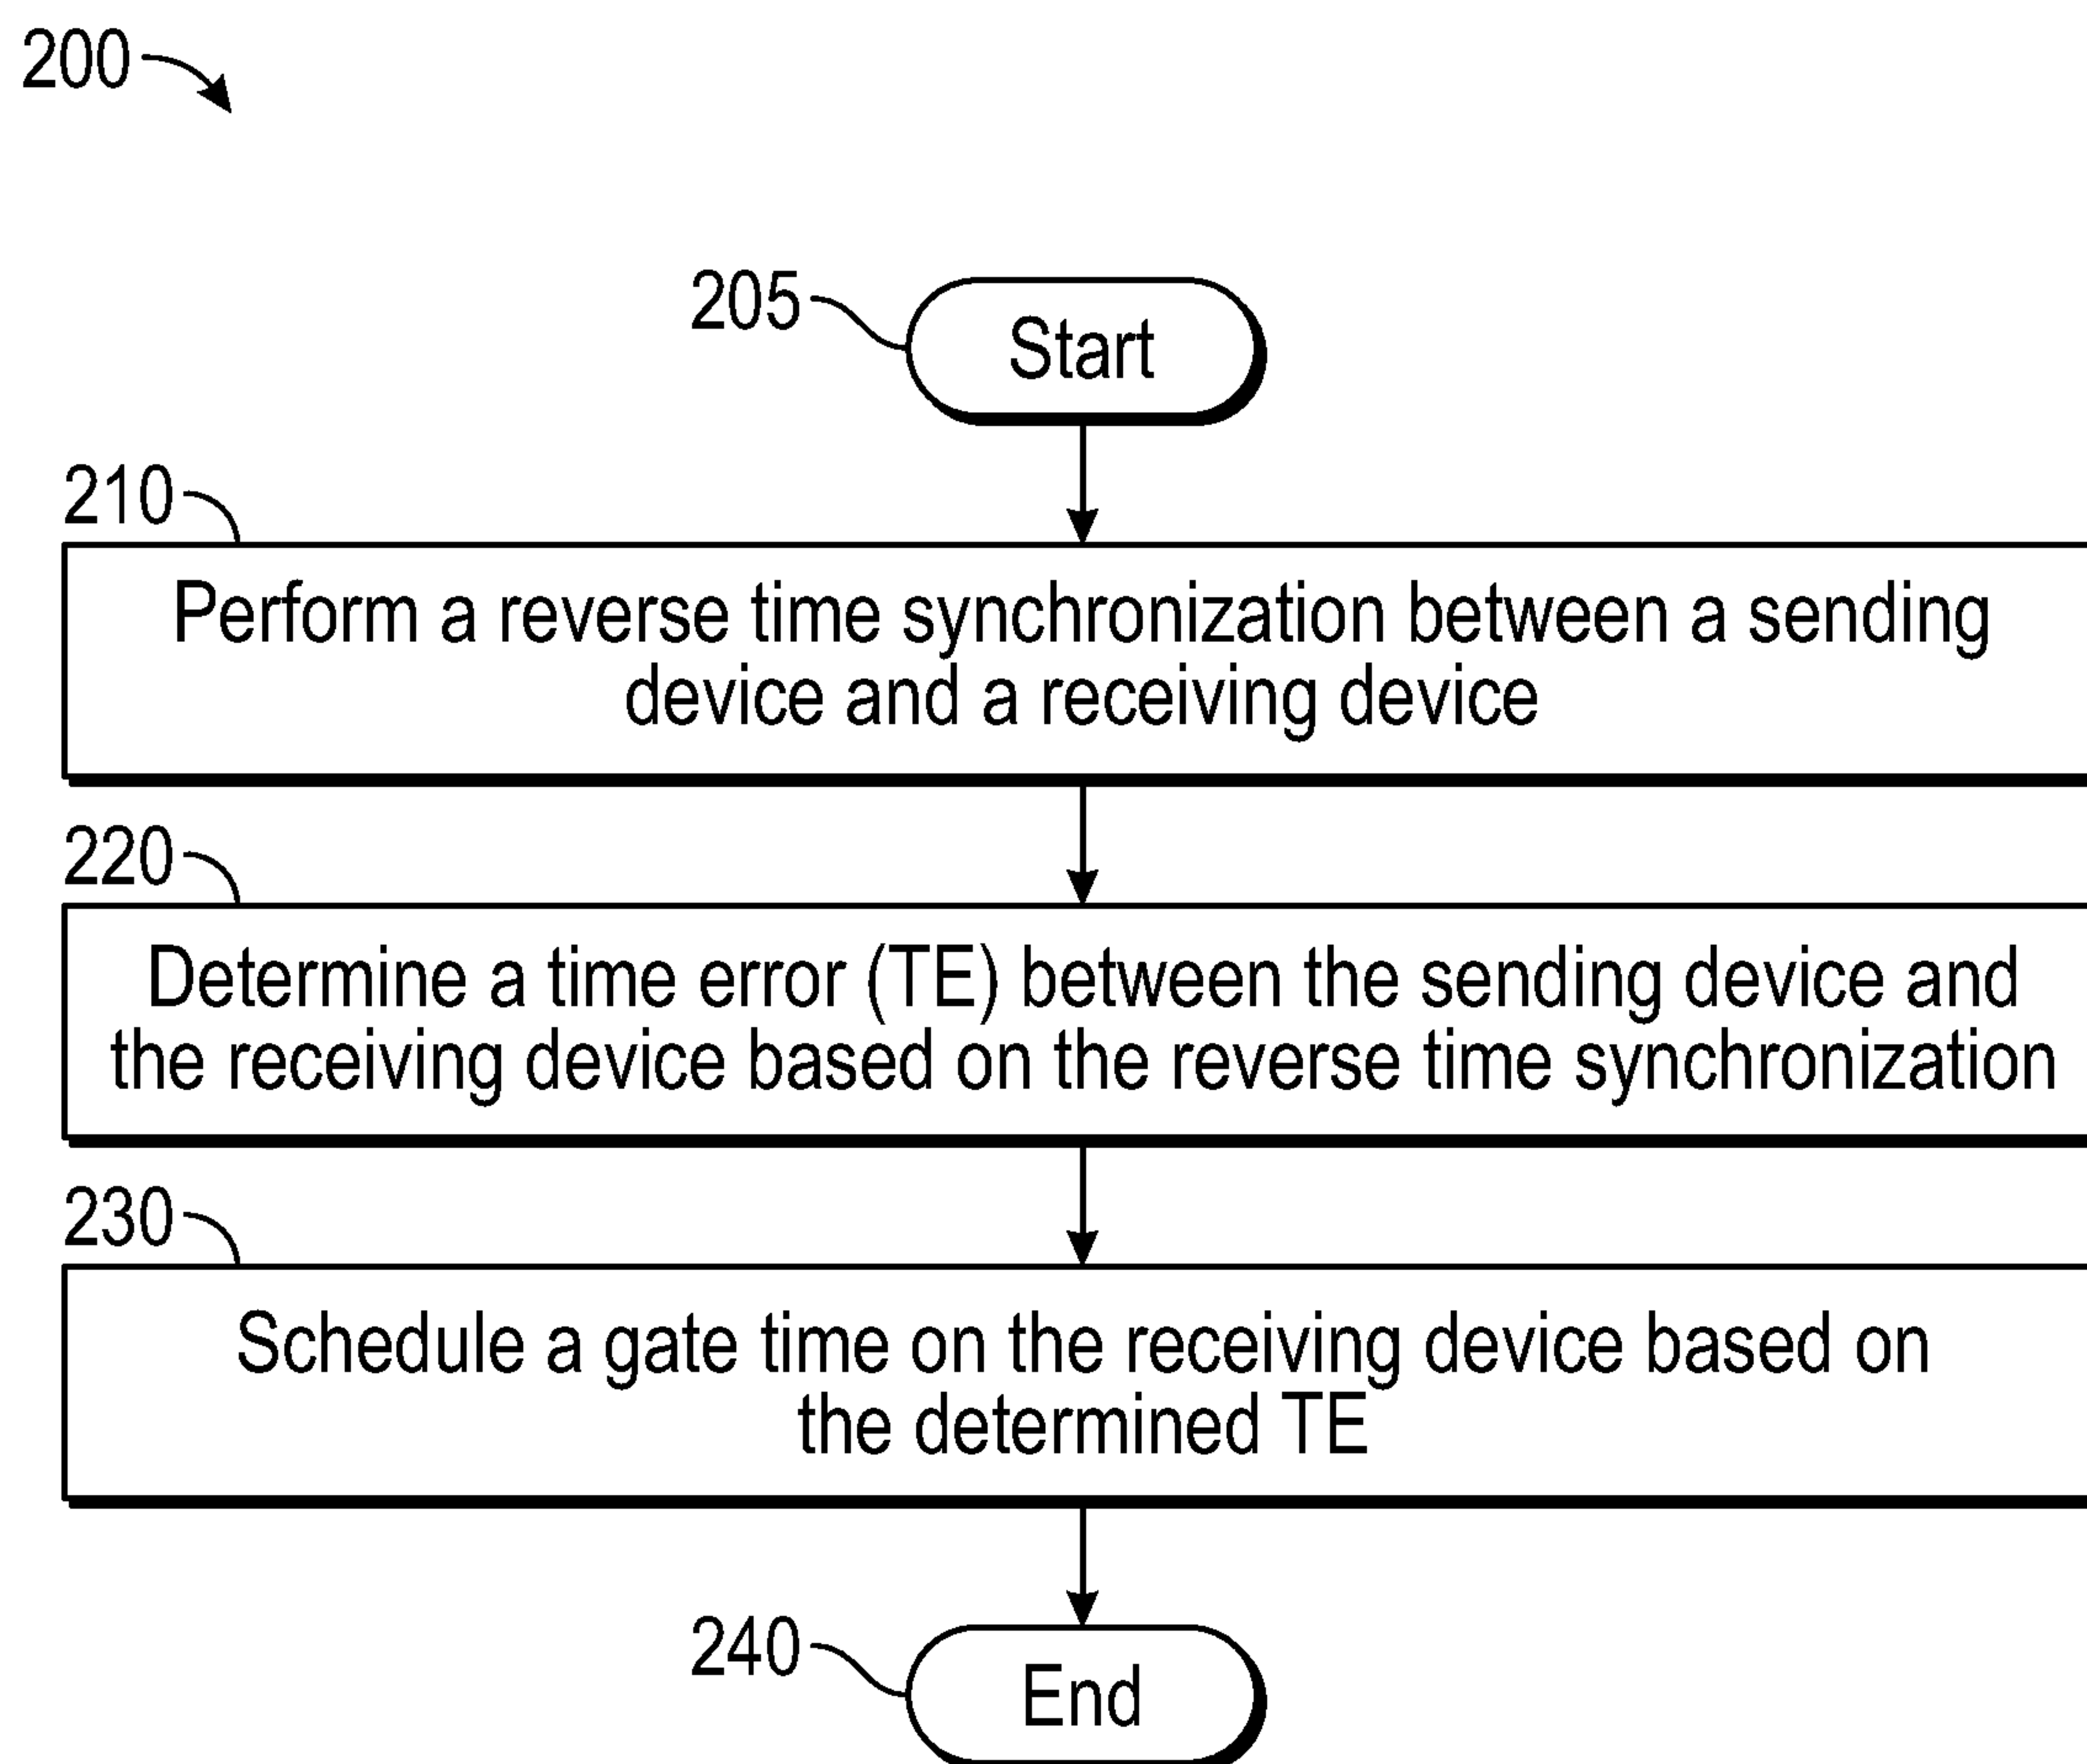 200
205
Start
210
Perform a reverse time synchronization between a sending
device and a receiving device
220
Determine a time error (TE) between the sending device and
the receiving device based on the reverse time synchronization
230
Schedule a gate time on the receiving device based on
the determined TE
240
End